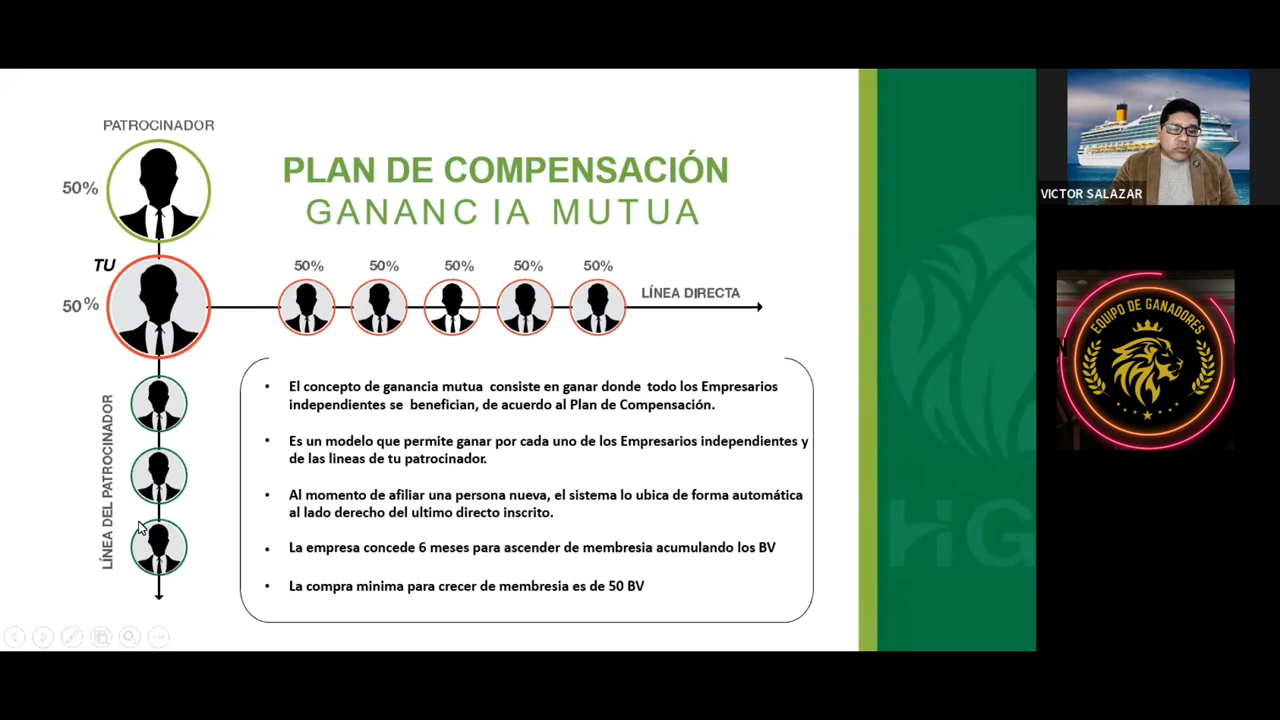 PATROCINADOR
50%
PLAN DE COMPENSACIÓN
GANANCIA MUTUA
TU
50%
50%
50%
50%
50%
50%
LÍNEA DIRECTA
LÍNEA DEL PATROCINADOR
• El concepto de ganancia mutua consiste en ganar donde todo los Empresarios
independientes se benefician, de acuerdo al Plan de Compensación.
• Es un modelo que permite ganar por cada uno de los Empresarios independientes y
de las lineas de tu patrocinador.
• Al momento de afiliar una persona nueva, el sistema lo ubica de forma automática
al lado derecho del ultimo directo inscrito.
• La empresa concede 6 meses para ascender de membresia acumulando los BV
• La compra minima para crecer de membresia es de 50 BV
HG
VICTOR SALAZAR
EQUIPO DE GANADORES
N